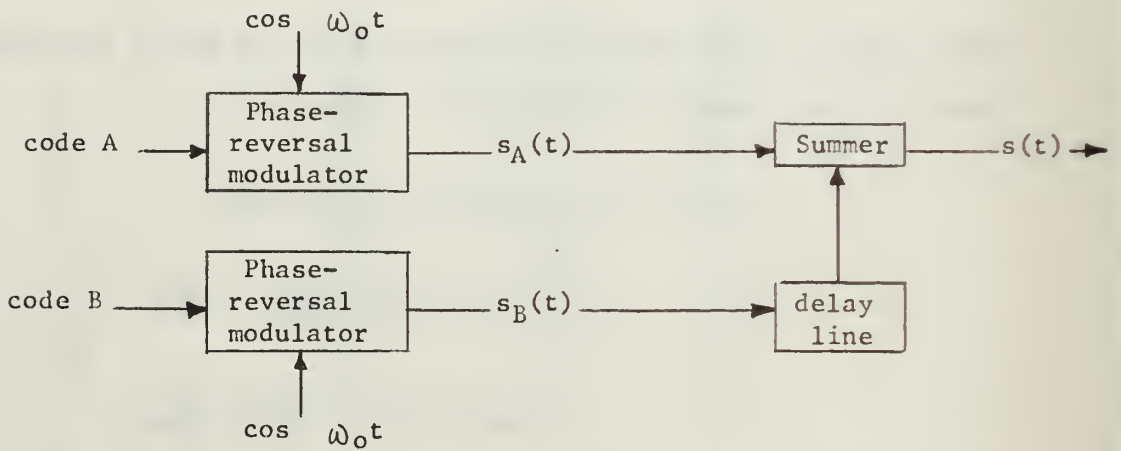 cos ω₀t
Phase-
reversal
modulator
code A
s_A(t)
Summer
s(t)
Phase-
reversal
modulator
code B
s_B(t)
delay
line
cos ω₀t